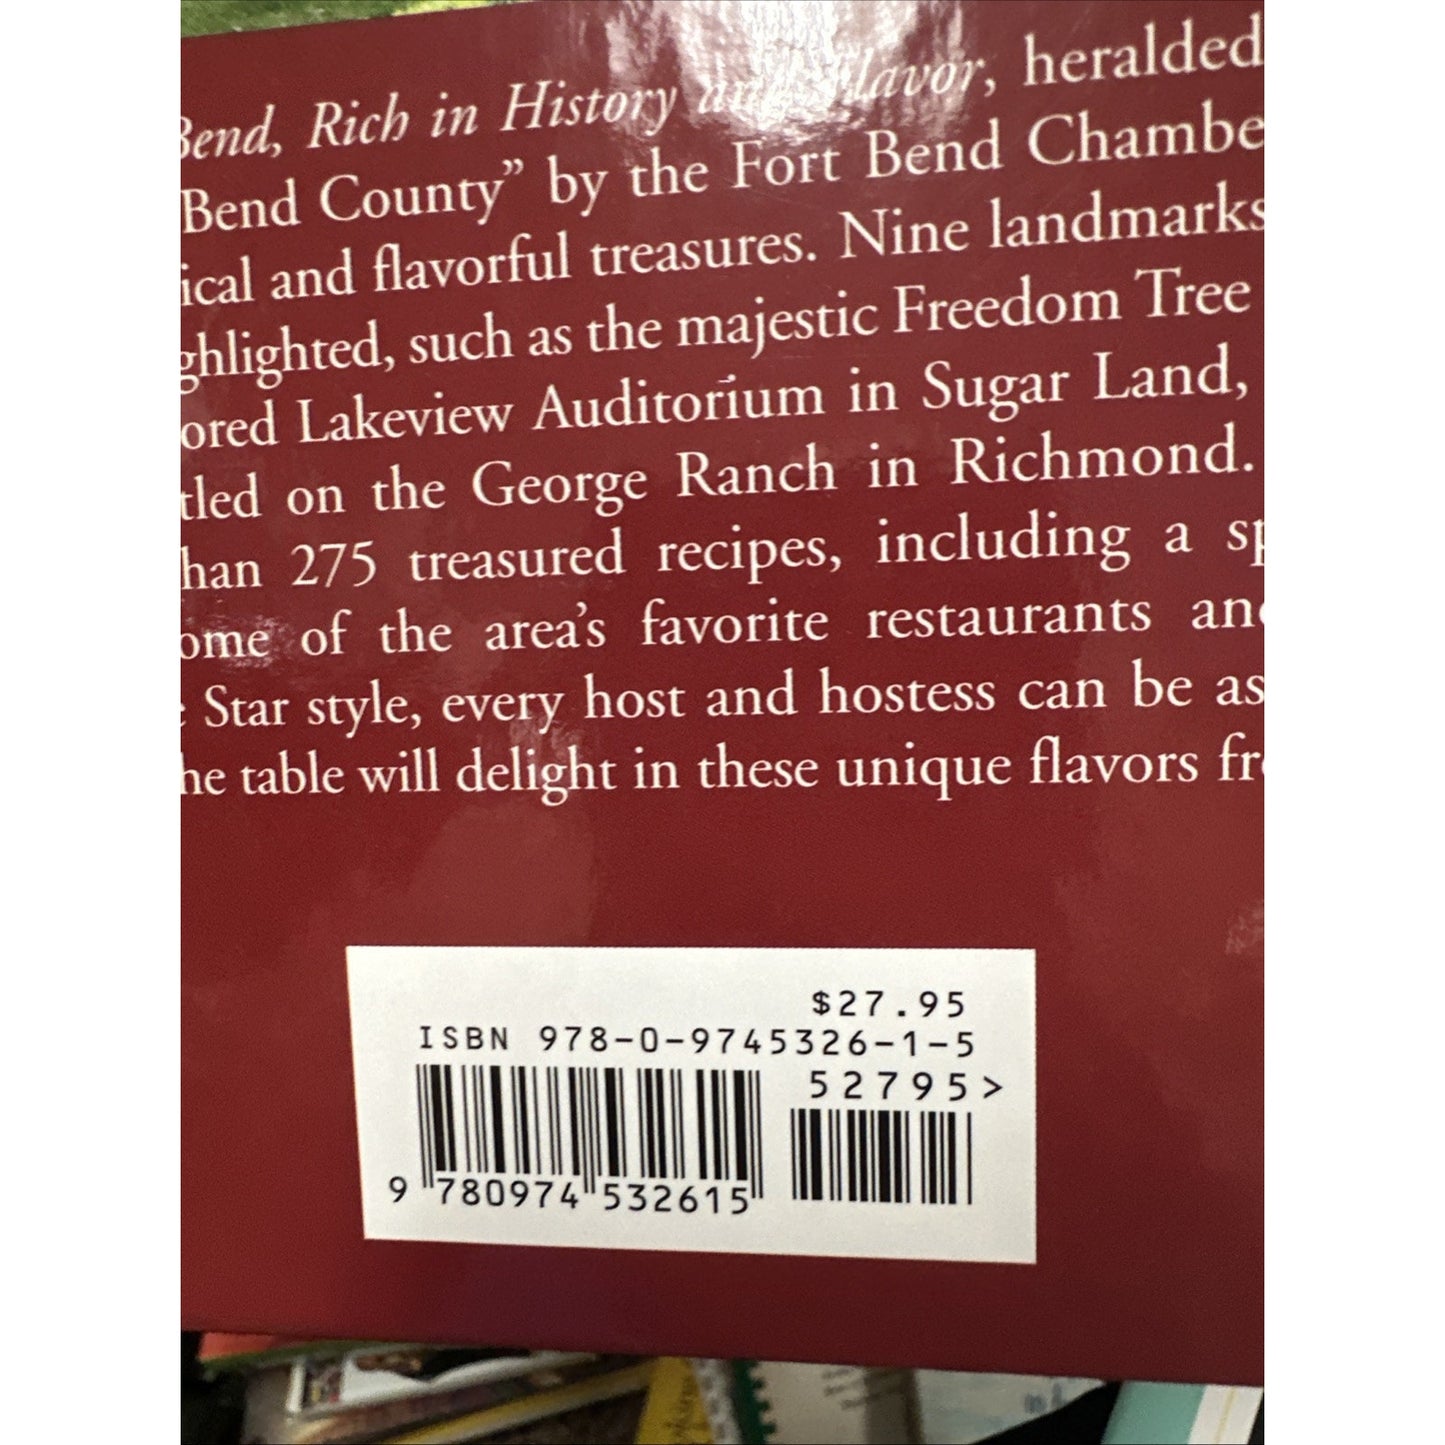 Bend, Rich in History and Flavor, heralded
Bend County” by the Fort Bend Chambe
ical and flavorful treasures. Nine landmarks
ghlighted, such as the majestic Freedom Tree
ored Lakeview Auditorium in Sugar Land,
tled on the George Ranch in Richmond.
han 275 treasured recipes, including a sp
ome of the area’s favorite restaurants and
e Star style, every host and hostess can be as
he table will delight in these unique flavors fr
$27.95
ISBN 978-0-9745326-1-5
52795>
9 780974 532615